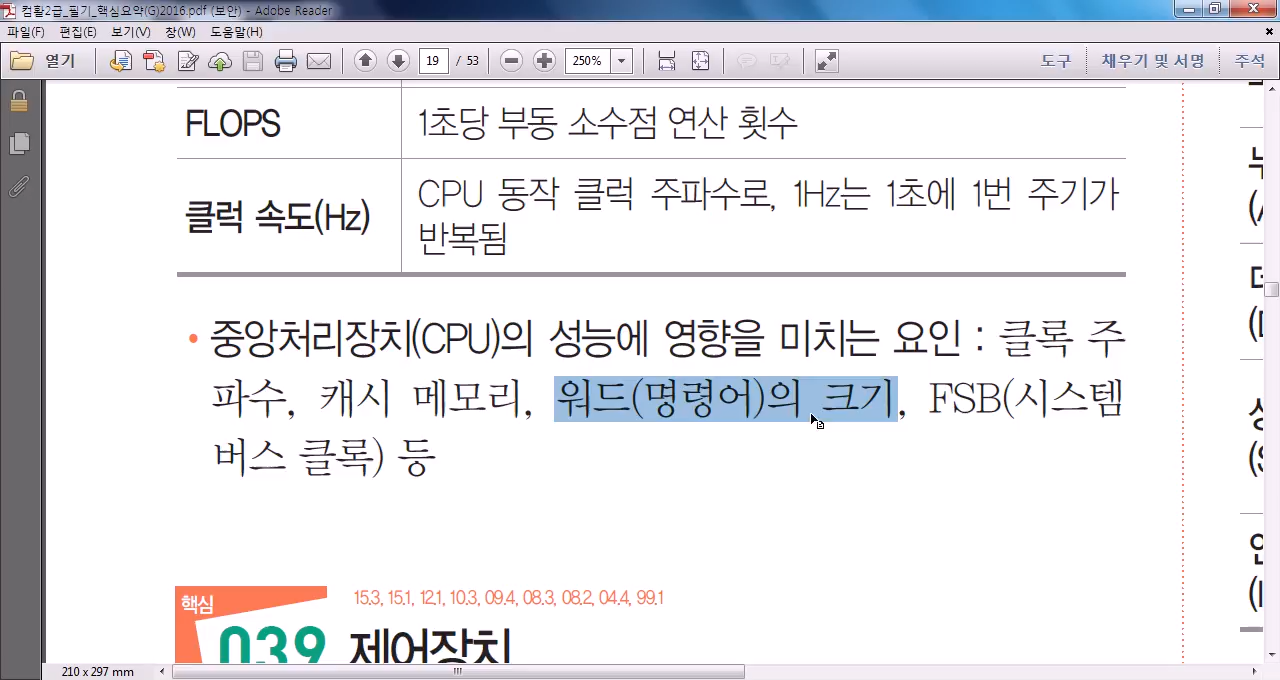 컴활2급_필기_핵심요약(G)2016.pdf (보안) - Adobe Reader
파일(F) 편집(E) 보기(V) 창(W) 도움말(H)
열기 19 / 53 250% 도구 채우기 및 서명 주석
FLOPS 1초당 부동 소수점 연산 횟수
클럭 속도(Hz) CPU 동작 클럭 주파수로, 1Hz는 1초에 1번 주기가
반복됨
• 중앙처리장치(CPU)의 성능에 영향을 미치는 요인 : 클록 주
파수, 캐시 메모리, 워드(명령어)의 크기, FSB(시스템
버스 클록) 등
핵심
15.3, 15.1, 12.1, 10.3, 09.4, 08.3, 08.2, 04.4, 99.1
039 제어장치
210 x 297 mm